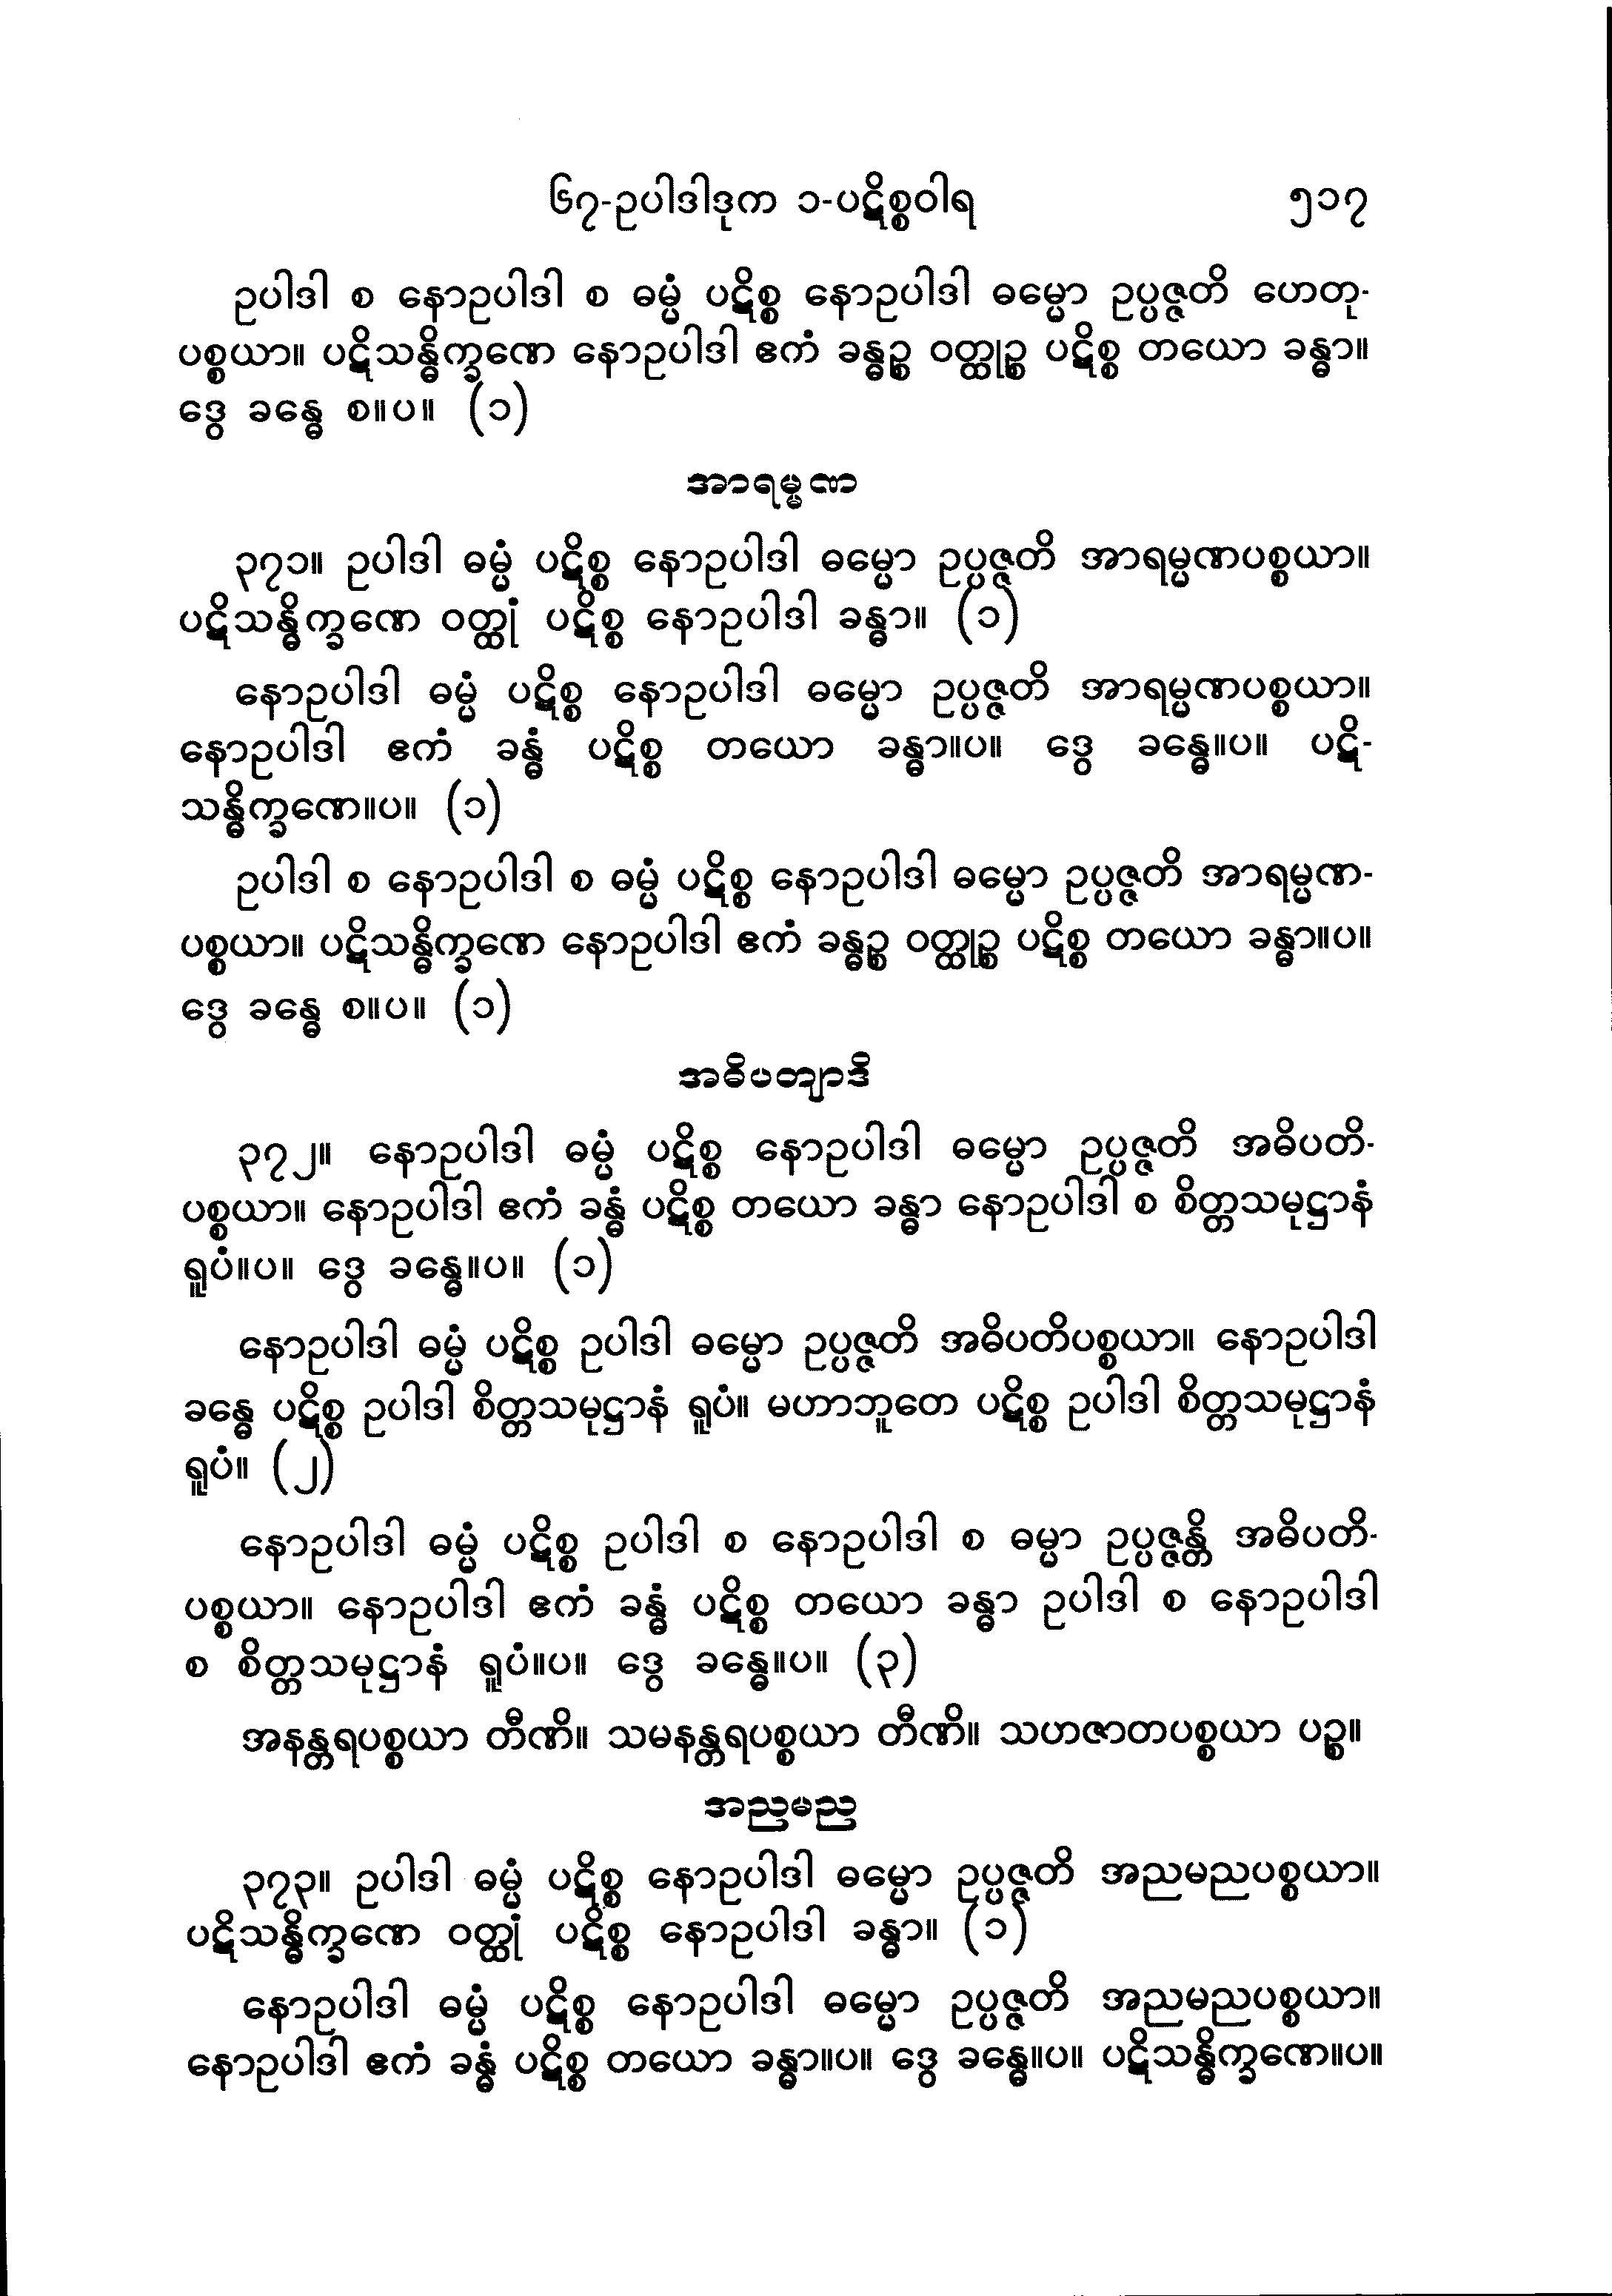 ၆၇-ဥပါဒါဒုက ၁-ပဋိစ္စဝါရ ၅၁၇
ဥပါဒါ စ နောဥပါဒါ စ ဓမ္မံ ပဋိစ္စ နောဥပါဒါ ဓမ္မော ဥပ္ပဇ္ဇတိ ဟေတု-
ပစ္စယာ။ ပဋိသန္ဓိက္ခဏေ နောဥပါဒါ ဧကံ ခန္ဓဉ္စ ဝတ္ထုဉ္စ ပဋိစ္စ တယော ခန္ဓာ။
ဒွေ ခန္ဓေ စ။ပ။ (၁)
အာရမ္မဏ
၃၇၁။ ဥပါဒါ ဓမ္မံ ပဋိစ္စ နောဥပါဒါ ဓမ္မော ဥပ္ပဇ္ဇတိ အာရမ္မဏပစ္စယာ။
ပဋိသန္ဓိက္ခဏေ ဝတ္ထုံ ပဋိစ္စ နောဥပါဒါ ခန္ဓာ။ (၁)
နောဥပါဒါ ဓမ္မံ ပဋိစ္စ နောဥပါဒါ ဓမ္မော ဥပ္ပဇ္ဇတိ အာရမ္မဏပစ္စယာ။
နောဥပါဒါ ဧကံ ခန္ဓံ ပဋိစ္စ တယော ခန္ဓာ။ပ။ ဒွေ ခန္ဓေ။ပ။ ပဋိ-
သန္ဓိက္ခဏေ။ပ။ (၁)
ဥပါဒါ စ နောဥပါဒါ စ ဓမ္မံ ပဋိစ္စ နောဥပါဒါ ဓမ္မော ဥပ္ပဇ္ဇတိ အာရမ္မဏ-
ပစ္စယာ။ ပဋိသန္ဓိက္ခဏေ နောဥပါဒါ ဧကံ ခန္ဓဉ္စ ဝတ္ထုဉ္စ ပဋိစ္စ တယော ခန္ဓာ။ပ။
ဒွေ ခန္ဓေ စ။ပ။ (၁)
အဓိပတျာဒိ
၃၇၂။ နောဥပါဒါ ဓမ္မံ ပဋိစ္စ နောဥပါဒါ ဓမ္မော ဥပ္ပဇ္ဇတိ အဓိပတိ-
ပစ္စယာ။ နောဥပါဒါ ဧကံ ခန္ဓံ ပဋိစ္စ တယော ခန္ဓာ နောဥပါဒါ စ စိတ္တသမုဋ္ဌာနံ
ရူပံ။ပ။ ဒွေ ခန္ဓေ။ပ။ (၁)
နောဥပါဒါ ဓမ္မံ ပဋိစ္စ ဥပါဒါ ဓမ္မော ဥပ္ပဇ္ဇတိ အဓိပတိပစ္စယာ။ နောဥပါဒါ
ခန္ဓေ ပဋိစ္စ ဥပါဒါ စိတ္တသမုဋ္ဌာနံ ရူပံ။ မဟာဘူတေ ပဋိစ္စ ဥပါဒါ စိတ္တသမုဋ္ဌာနံ
ရူပံ။ (၂)
နောဥပါဒါ ဓမ္မံ ပဋိစ္စ ဥပါဒါ စ နောဥပါဒါ စ ဓမ္မာ ဥပ္ပဇ္ဇန္တိ အဓိပတိ-
ပစ္စယာ။ နောဥပါဒါ ဧကံ ခန္ဓံ ပဋိစ္စ တယော ခန္ဓာ ဥပါဒါ စ နောဥပါဒါ
စ စိတ္တသမုဋ္ဌာနံ ရူပံ။ပ။ ဒွေ ခန္ဓေ။ပ။ (၃)
အနန္တရပစ္စယာ တီဏိ။ သမနန္တရပစ္စယာ တီဏိ။ သဟဇာတပစ္စယာ ပဉ္စ။
အညမည
၃၇၃။ ဥပါဒါ ဓမ္မံ ပဋိစ္စ နောဥပါဒါ ဓမ္မော ဥပ္ပဇ္ဇတိ အညမညပစ္စယာ။
ပဋိသန္ဓိက္ခဏေ ဝတ္ထုံ ပဋိစ္စ နောဥပါဒါ ခန္ဓာ။ (၁)
နောဥပါဒါ ဓမ္မံ ပဋိစ္စ နောဥပါဒါ ဓမ္မော ဥပ္ပဇ္ဇတိ အညမညပစ္စယာ။
နောဥပါဒါ ဧကံ ခန္ဓံ ပဋိစ္စ တယော ခန္ဓာ။ပ။ ဒွေ ခန္ဓေ။ပ။ ပဋိသန္ဓိက္ခဏေ။ပ။